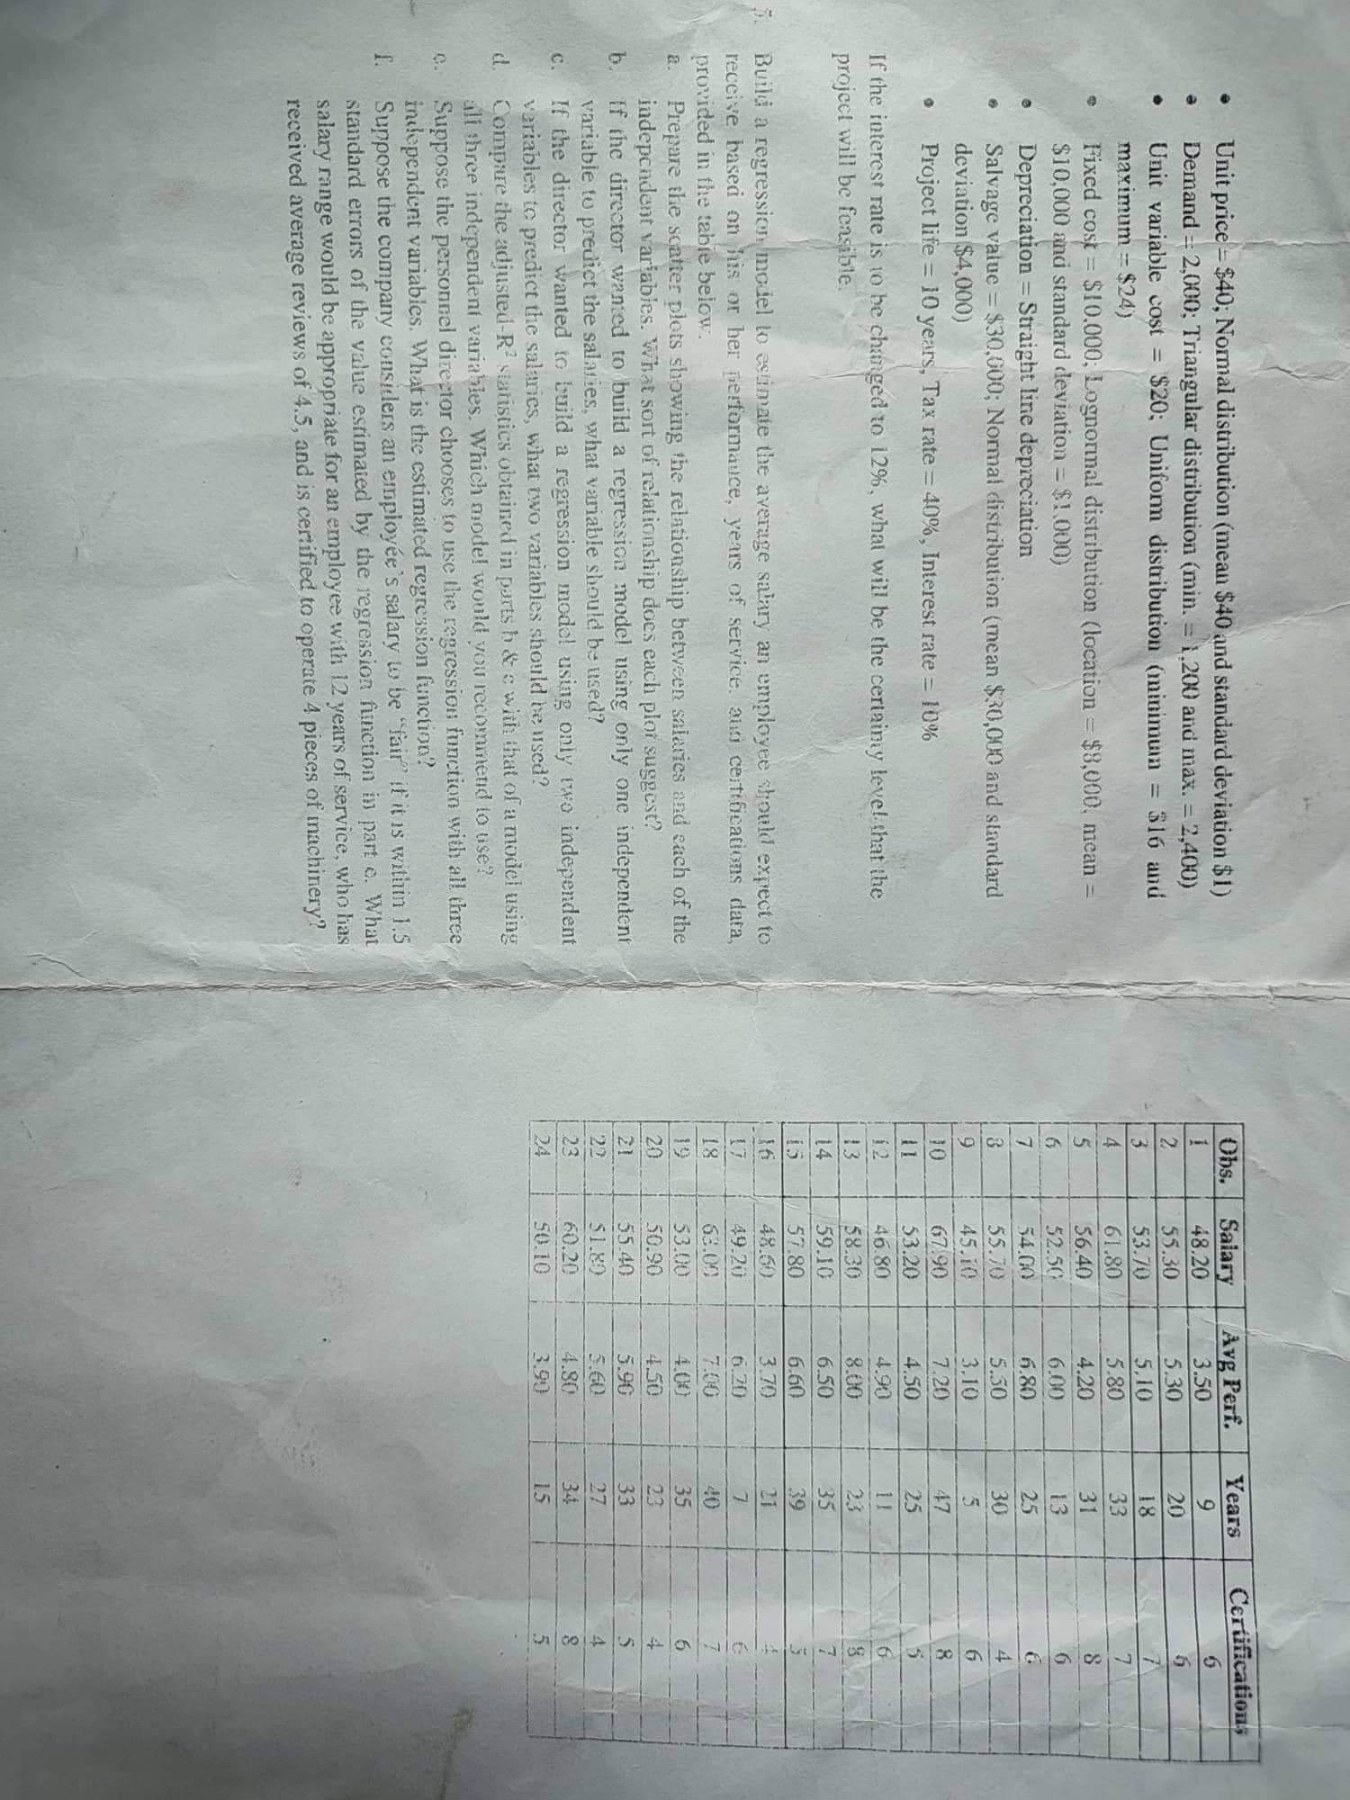 • Unit price = $40; Normal distribution (mean $40 and standard deviation $1)
• Demand = 2,000; Triangular distribution (min. = 1,200 and max. = 2,400)
• Unit variable cost = $20; Uniform distribution (minimum = $16 and
maximum = $24)
• Fixed cost = $10,000; Lognormal distribution (location = $8,000, mean =
$10,000 and standard deviation = $1,000)
• Depreciation = Straight line depreciation
• Salvage value = $30,000; Normal distribution (mean $30,000 and standard
deviation $4,000)
• Project life = 10 years, Tax rate = 40%, Interest rate = 10%
If the interest rate is to be changed to 12%, what will be the certainty level that the
project will be feasible.
5. Build a regression model to estimate the average salary an employee should expect to
receive based on his or her performance, years of service, and certifications data,
provided in the table below.
a. Prepare the scatter plots showing the relationship between salaries and each of the
independent variables. What sort of relationship does each plot suggest?
b. If the director wanted to build a regression model using only one independent
variable to predict the salaries, what variable should be used?
c. If the director wanted to build a regression model using only two independent
variables to predict the salaries, what two variables should be used?
d. Compare the adjusted-R² statistics obtained in parts b & c with that of a model using
all three independent variables. Which model would you recommend to use?
e. Suppose the personnel director chooses to use the regression function with all three
independent variables. What is the estimated regression function?
f. Suppose the company considers an employée's salary to be "fair" if it is within 1.5
standard errors of the value estimated by the regression function in part e. What
salary range would be appropriate for an employee with 12 years of service, who has
received average reviews of 4.5, and is certified to operate 4 pieces of machinery?
Obs. Salary Avg Perf. Years Certifications
1 48.20 3.50 9 6
2 55.30 5.30 20 6
3 53.70 5.10 18 7
4 61.80 5.80 33 7
5 56.40 4.20 31 8
6 52.50 6.00 13 6
7 54.00 6.80 25 6
8 55.70 5.50 30 4
9 45.10 3.10 5 6
10 67.90 7.20 47 8
11 53.20 4.50 25 5
12 46.80 4.90 11 6
13 58.30 8.00 23 8
14 59.10 6.50 35 7
15 57.80 6.60 39 5
16 48.60 3.70 21 4
17 49.20 6.20 7 6
18 63.00 7.00 40 7
19 53.00 4.00 35 6
20 50.90 4.50 23 4
21 55.40 5.90 33 5
22 51.80 5.60 27 4
23 60.20 4.80 34 8
24 50.10 3.90 15 5